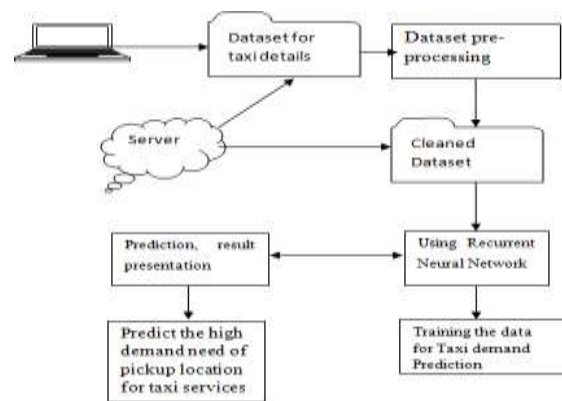 Dataset for
taxi details
Dataset pre-
processing
Server
Cleaned
Dataset
Prediction, result
presentation
Using Recurrent
Neural Network
Predict the high
demand need of
pickup location
for taxi services
Training the data
for Taxi demand
Prediction